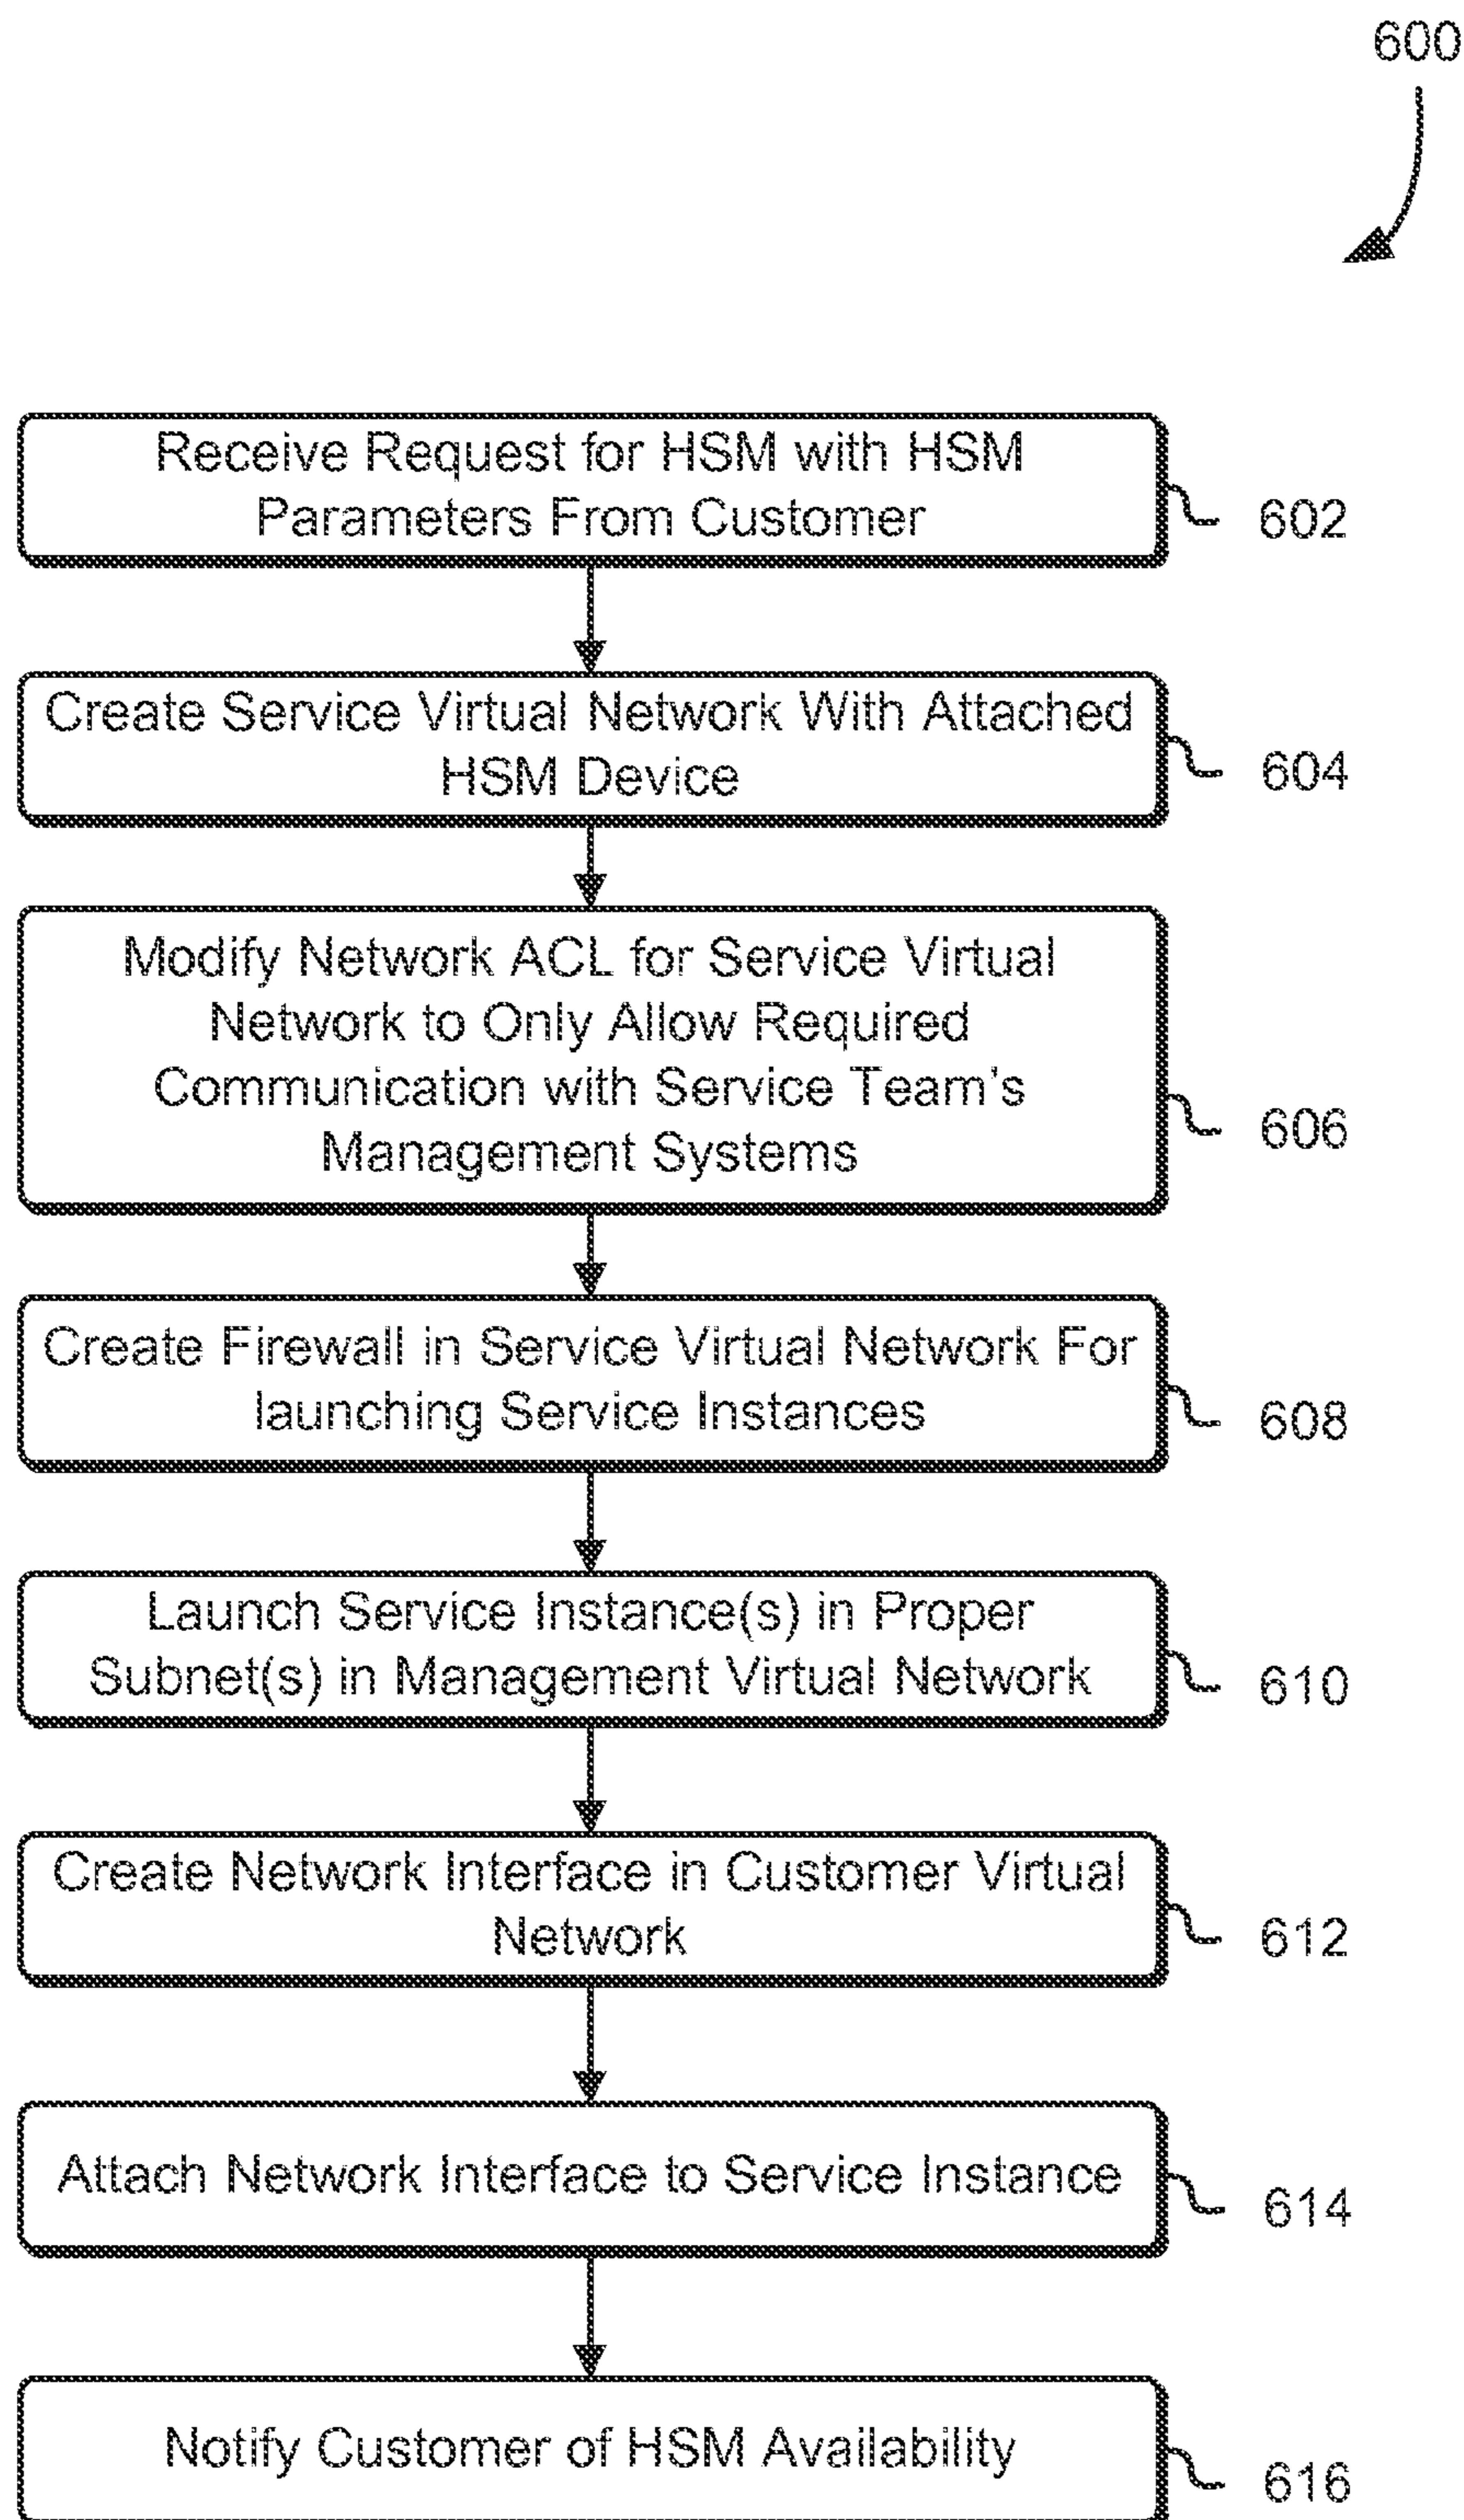 600
Receive Request for HSM with HSM
Parameters From Customer
602
Create Service Virtual Network With Attached
HSM Device
604
Modify Network ACL for Service Virtual
Network to Only Allow Required
Communication with Service Team's
Management Systems
606
Create Firewall in Service Virtual Network For
launching Service Instances
608
Launch Service Instance(s) in Proper
Subnet(s) in Management Virtual Network
610
Create Network Interface in Customer Virtual
Network
612
Attach Network Interface to Service Instance
614
Notify Customer of HSM Availability
616